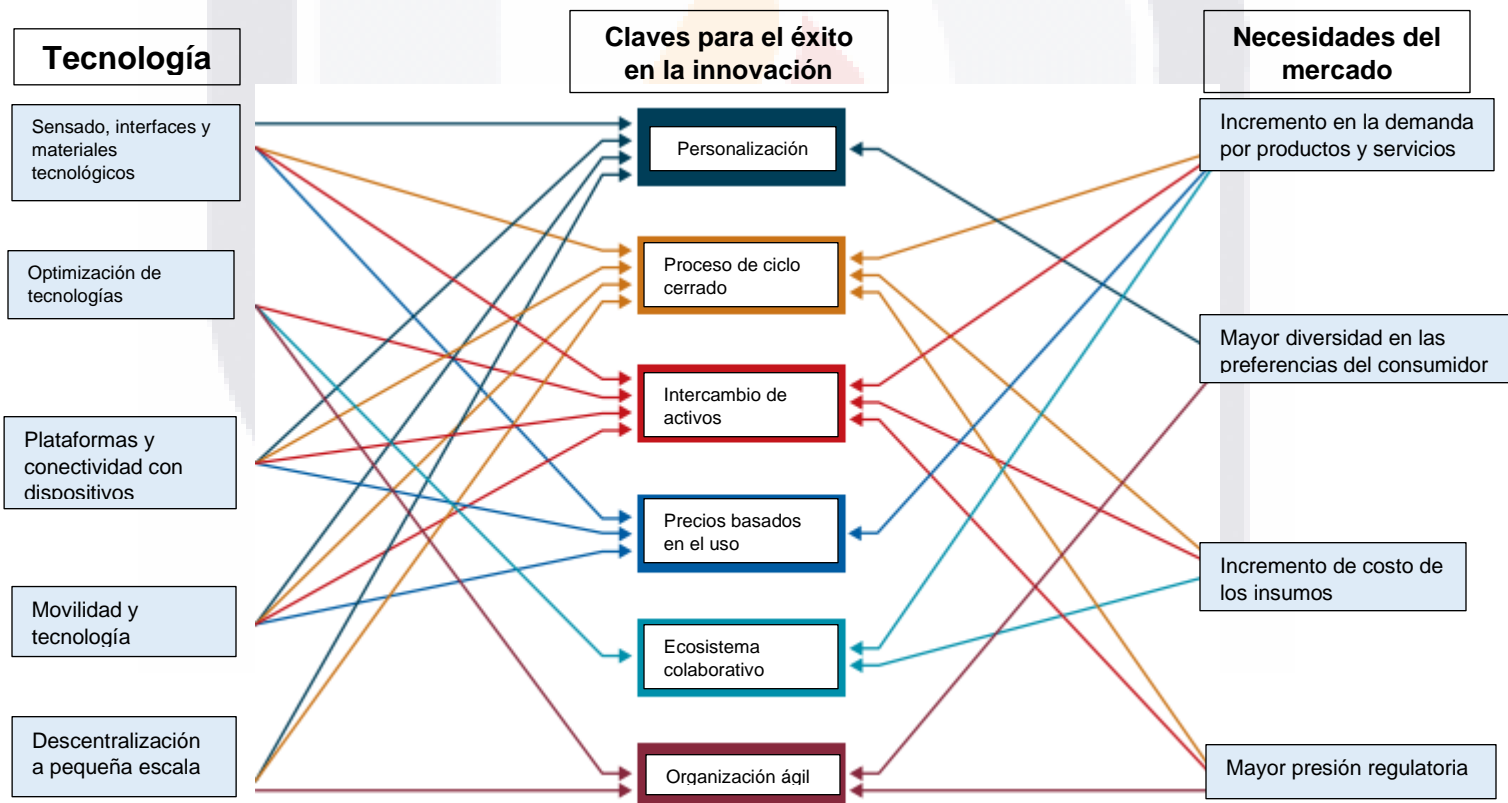 Tecnología
Sensado, interfaces y
materiales
tecnológicos
Optimización de
tecnologías
Plataformas y
conectividad con
dispositivos
Movilidad y
tecnología
Descentralización
a pequeña escala
Claves para el éxito
en la innovación
Personalización
Proceso de ciclo
cerrado
Intercambio de
activos
Precios basados
en el uso
Ecosistema
colaborativo
Organización ágil
Necesidades del
mercado
Incremento en la demanda
por productos y servicios
Mayor diversidad en las
preferencias del consumidor
Incremento de costo de
los insumos
Mayor presión regulatoria